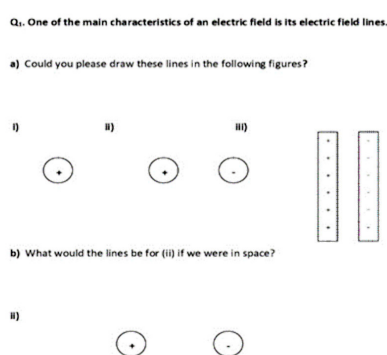 Q₁. One of the main characteristics of an electric field is its electric field lines.
a) Could you please draw these lines in the following figures?
i) ii) iii)
+ + -
b) What would the lines be for (ii) if we were in space?
ii)
+ -